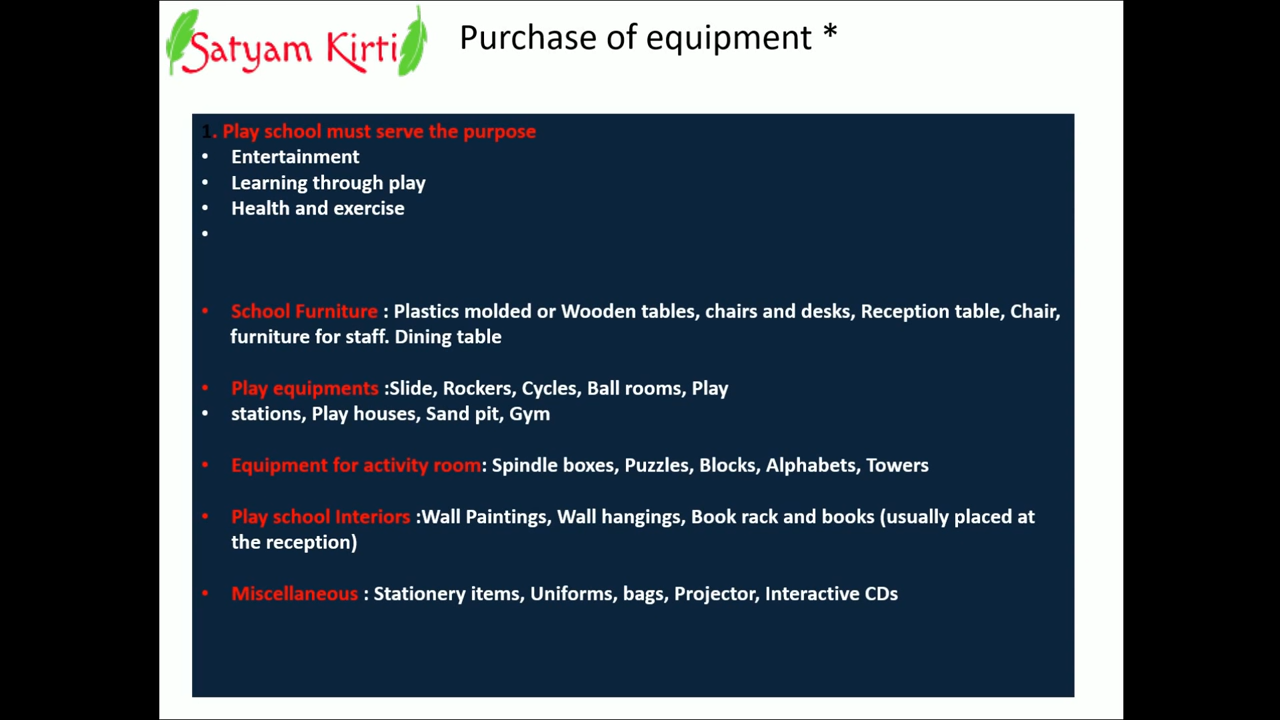 Satyam Kirti
Purchase of equipment *
1. Play school must serve the purpose
• Entertainment
• Learning through play
• Health and exercise
•
• School Furniture : Plastics molded or Wooden tables, chairs and desks, Reception table, Chair,
furniture for staff. Dining table
• Play equipments :Slide, Rockers, Cycles, Ball rooms, Play
• stations, Play houses, Sand pit, Gym
• Equipment for activity room: Spindle boxes, Puzzles, Blocks, Alphabets, Towers
• Play school Interiors :Wall Paintings, Wall hangings, Book rack and books (usually placed at
the reception)
• Miscellaneous : Stationery items, Uniforms, bags, Projector, Interactive CDs